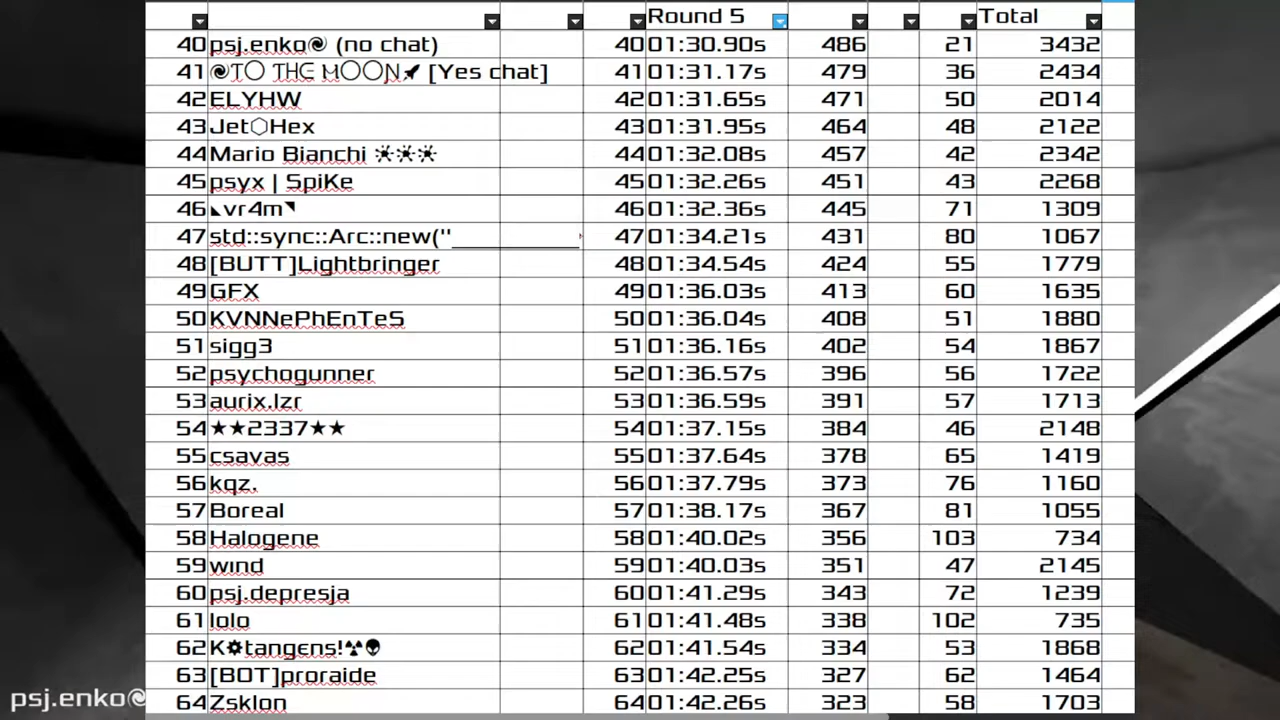 Round 5 Total
40 psj.enko֎ (no chat) 40 01:30.90s 486 21 3432
41 ֎TO THE MOON🚀 [Yes chat] 41 01:31.17s 479 36 2434
42 ELYHW 42 01:31.65s 471 50 2014
43 Jet⬡Hex 43 01:31.95s 464 48 2122
44 Mario Bianchi ☀☀☀ 44 01:32.08s 457 42 2342
45 psyx | SpiKe 45 01:32.26s 451 43 2268
46 ◣vr4m◥ 46 01:32.36s 445 71 1309
47 std::sync::Arc::new("___________ 47 01:34.21s 431 80 1067
48 [BUTT]Lightbringer 48 01:34.54s 424 55 1779
49 GFX 49 01:36.03s 413 60 1635
50 KVNNePhEnTeS 50 01:36.04s 408 51 1880
51 sigg3 51 01:36.16s 402 54 1867
52 psychogunner 52 01:36.57s 396 56 1722
53 aurix.lzr 53 01:36.59s 391 57 1713
54 ★★2337★★ 54 01:37.15s 384 46 2148
55 csavas 55 01:37.64s 378 65 1419
56 kqz. 56 01:37.79s 373 76 1160
57 Boreal 57 01:38.17s 367 81 1055
58 Halogene 58 01:40.02s 356 103 734
59 wind 59 01:40.03s 351 47 2145
60 psj.depresja 60 01:41.29s 343 72 1239
61 lolo 61 01:41.48s 338 102 735
62 K⚙tangens!☢👽 62 01:41.54s 334 53 1868
63 [BOT]proraide 63 01:42.25s 327 62 1464
64 Zsklon 64 01:42.26s 323 58 1703
psj.enko֎